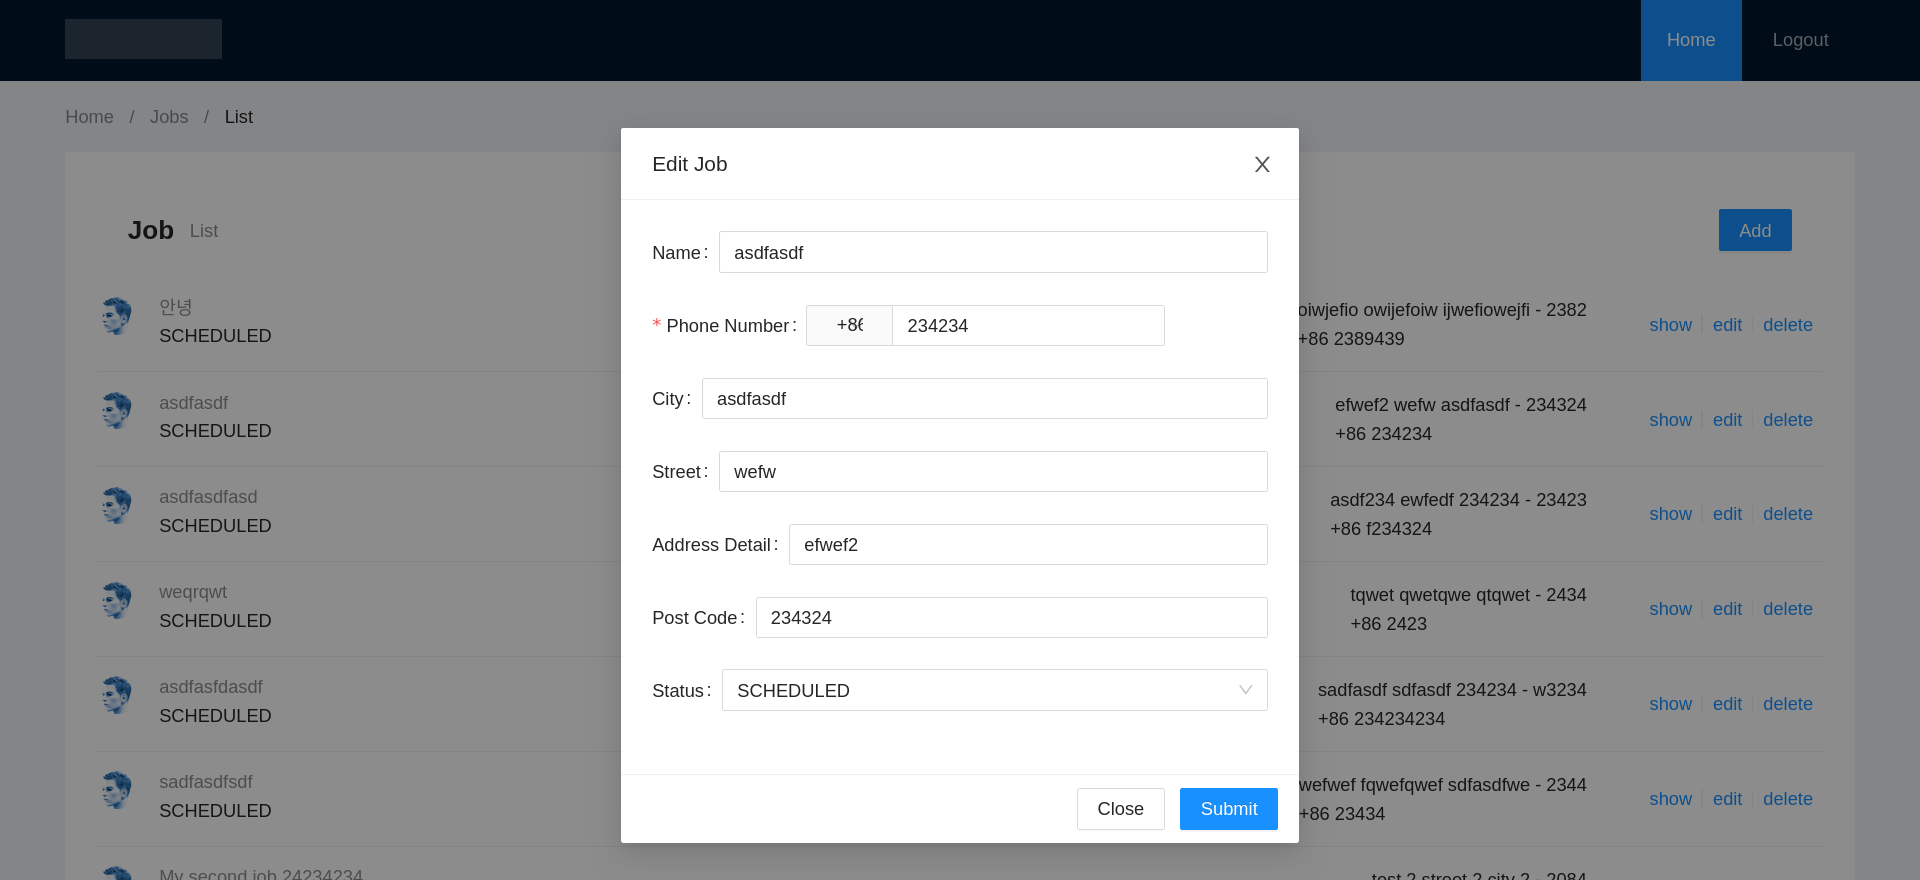 Home Logout
Home / Jobs / List
Edit Job
Job List
Add
Name: asdfasdf
* Phone Number: +86 234234
City: asdfasdf
Street: wefw
Address Detail: efwef2
Post Code: 234324
Status: SCHEDULED
Close Submit
안녕
SCHEDULED
oiwjefio owijefoiw ijwefiowejfi - 2382
+86 2389439
show edit delete
asdfasdf
SCHEDULED
efwef2 wefw asdfasdf - 234324
+86 234234
show edit delete
asdfasdfasd
SCHEDULED
asdf234 ewfedf 234234 - 23423
+86 f234324
show edit delete
weqrqwt
SCHEDULED
tqwet qwetqwe qtqwet - 2434
+86 2423
show edit delete
asdfasfdasdf
SCHEDULED
sadfasdf sdfasdf 234234 - w3234
+86 234234234
show edit delete
sadfasdfsdf
SCHEDULED
wefwef fqwefqwef sdfasdfwe - 2344
+86 23434
show edit delete
My second job 24234234
test 2 street 2 city 2 - 2084